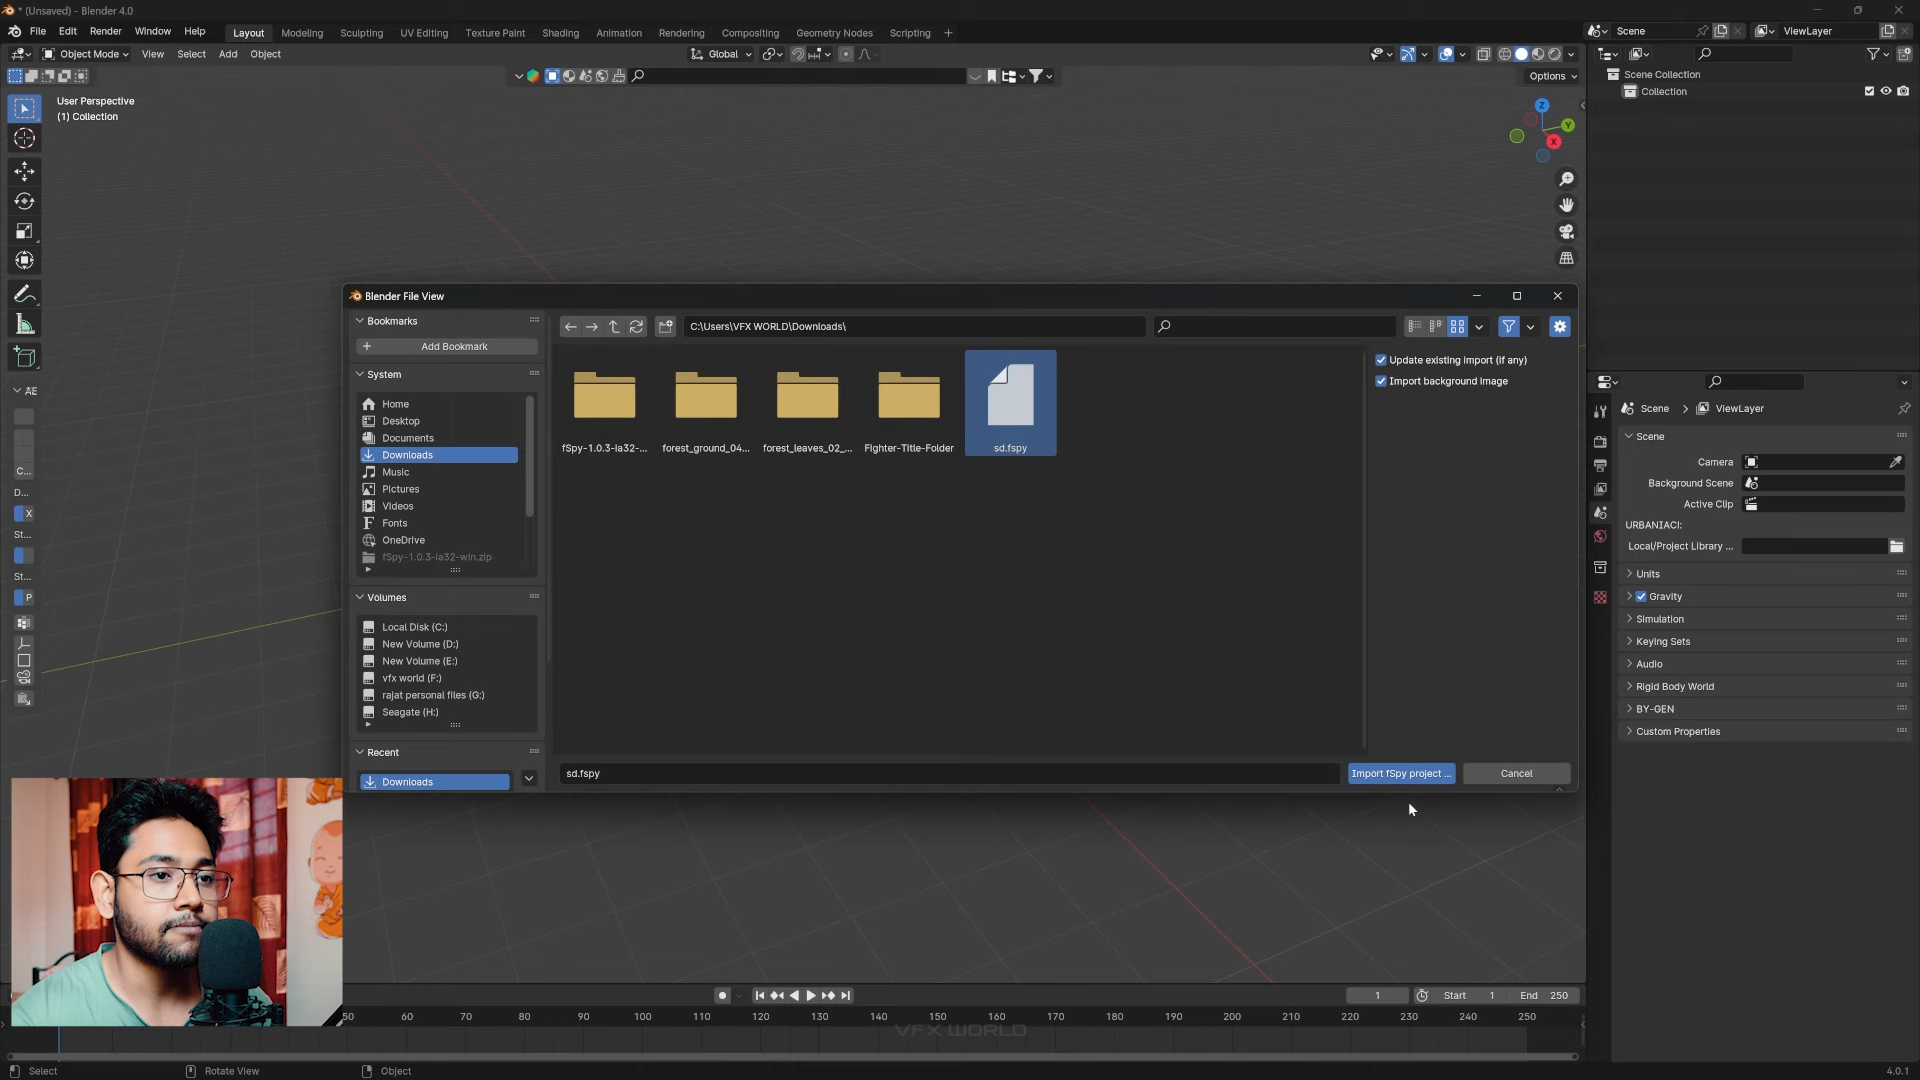 * (Unsaved) - Blender 4.0
File Edit Render Window Help Layout Modeling Sculpting UV Editing Texture Paint Shading Animation Rendering Compositing Geometry Nodes Scripting + Scene ViewLayer
Object Mode View Select Add Object Global
Options
User Perspective
(1) Collection
Scene Collection
Collection
Z
Y
X
AE
C...
D...
X
St...
St...
P
Blender File View
Bookmarks
Add Bookmark
System
Home
Desktop
Documents
Downloads
Music
Pictures
Videos
Fonts
OneDrive
fSpy-1.0.3-ia32-win.zip
Volumes
Local Disk (C:)
New Volume (D:)
New Volume (E:)
vfx world (F:)
rajat personal files (G:)
Seagate (H:)
Recent
Downloads
C:\Users\VFX WORLD\Downloads\
fSpy-1.0.3-ia32-... forest_ground_04... forest_leaves_02_... Fighter-Title-Folder sd.fspy
Update existing import (if any)
Import background image
sd.fspy
Import fSpy project ... Cancel
Scene > ViewLayer
Scene
Camera
Background Scene
Active Clip
URBANIACI:
Local/Project Library ...
Units
Gravity
Simulation
Keying Sets
Audio
Rigid Body World
BY-GEN
Custom Properties
1 Start 1 End 250
50 60 70 80 90 100 110 120 130 140 150 160 170 180 190 200 210 220 230 240 250
VFX WORLD
Select Rotate View Object 4.0.1